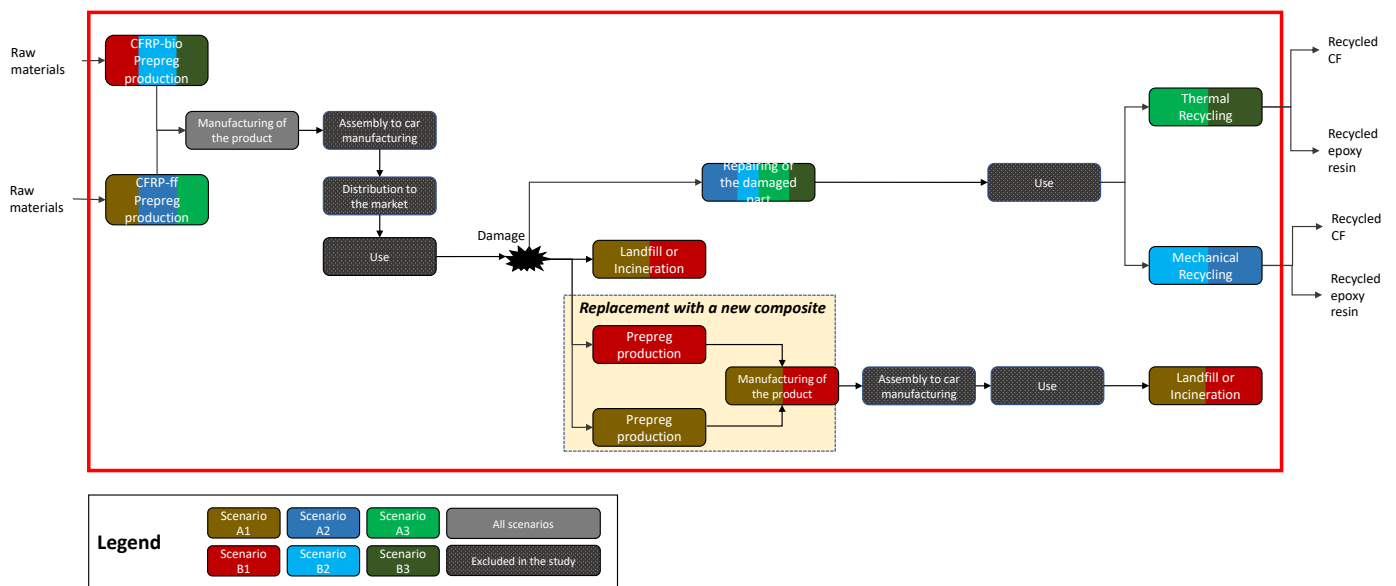 Raw
materials
CFRP-bio
Prepreg
production
Manufacturing of
the product
Assembly to car
manufacturing
Raw
materials
CFRP-ff
Prepreg
production
Distribution to
the market
Use
Damage
Repairing of
the damaged
part
Use
Thermal
Recycling
Recycled
CF
Recycled
epoxy
resin
Landfill or
Incineration
Mechanical
Recycling
Recycled
CF
Recycled
epoxy
resin
Replacement with a new composite
Prepreg
production
Manufacturing of
the product
Prepreg
production
Assembly to car
manufacturing
Use
Landfill or
Incineration
Legend
Scenario
A1
Scenario
A2
Scenario
A3
All scenarios
Scenario
B1
Scenario
B2
Scenario
B3
Excluded in the study